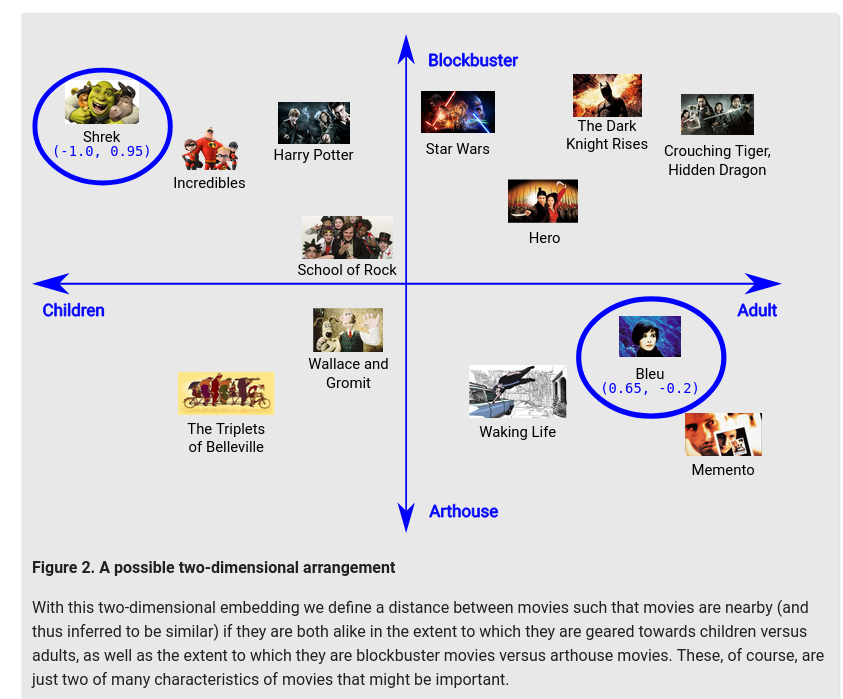 Blockbuster
Shrek
(-1.0, 0.95)
Incredibles
Harry Potter
Star Wars
The Dark
Knight Rises
Crouching Tiger,
Hidden Dragon
Hero
School of Rock
Children
Adult
Wallace and
Gromit
Bleu
(0.65, -0.2)
The Triplets
of Belleville
Waking Life
Memento
Arthouse
Figure 2. A possible two-dimensional arrangement
With this two-dimensional embedding we define a distance between movies such that movies are nearby (and
thus inferred to be similar) if they are both alike in the extent to which they are geared towards children versus
adults, as well as the extent to which they are blockbuster movies versus arthouse movies. These, of course, are
just two of many characteristics of movies that might be important.